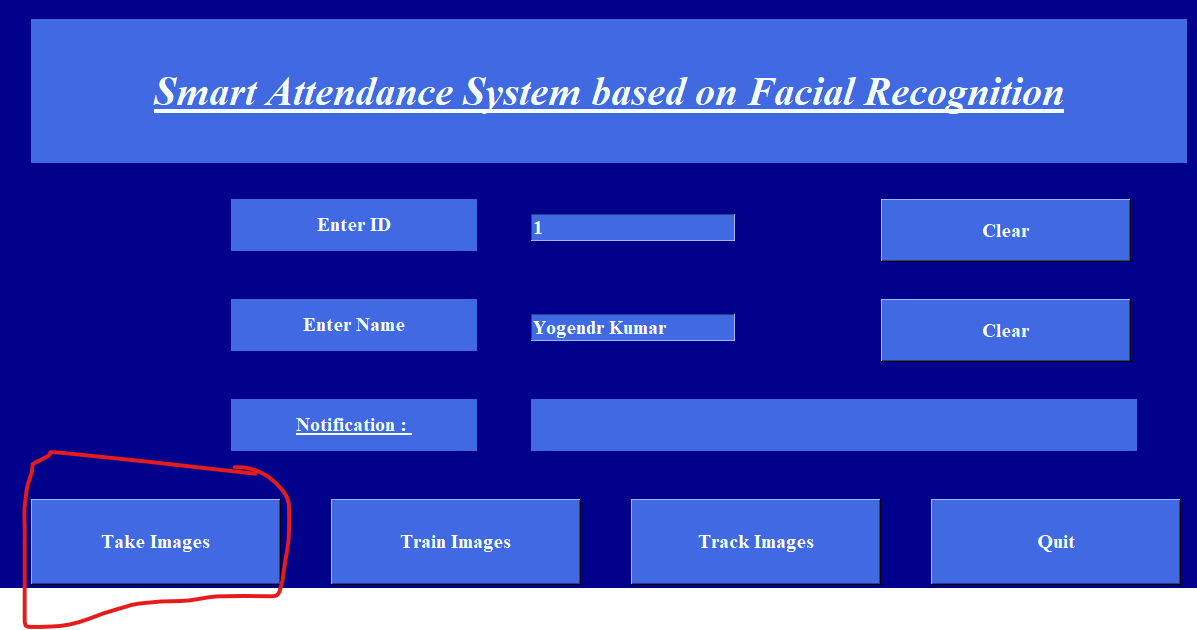 Smart Attendance System based on Facial Recognition
Enter ID 1 Clear
Enter Name Yogendr Kumar Clear
Notification :
Take Images Train Images Track Images Quit